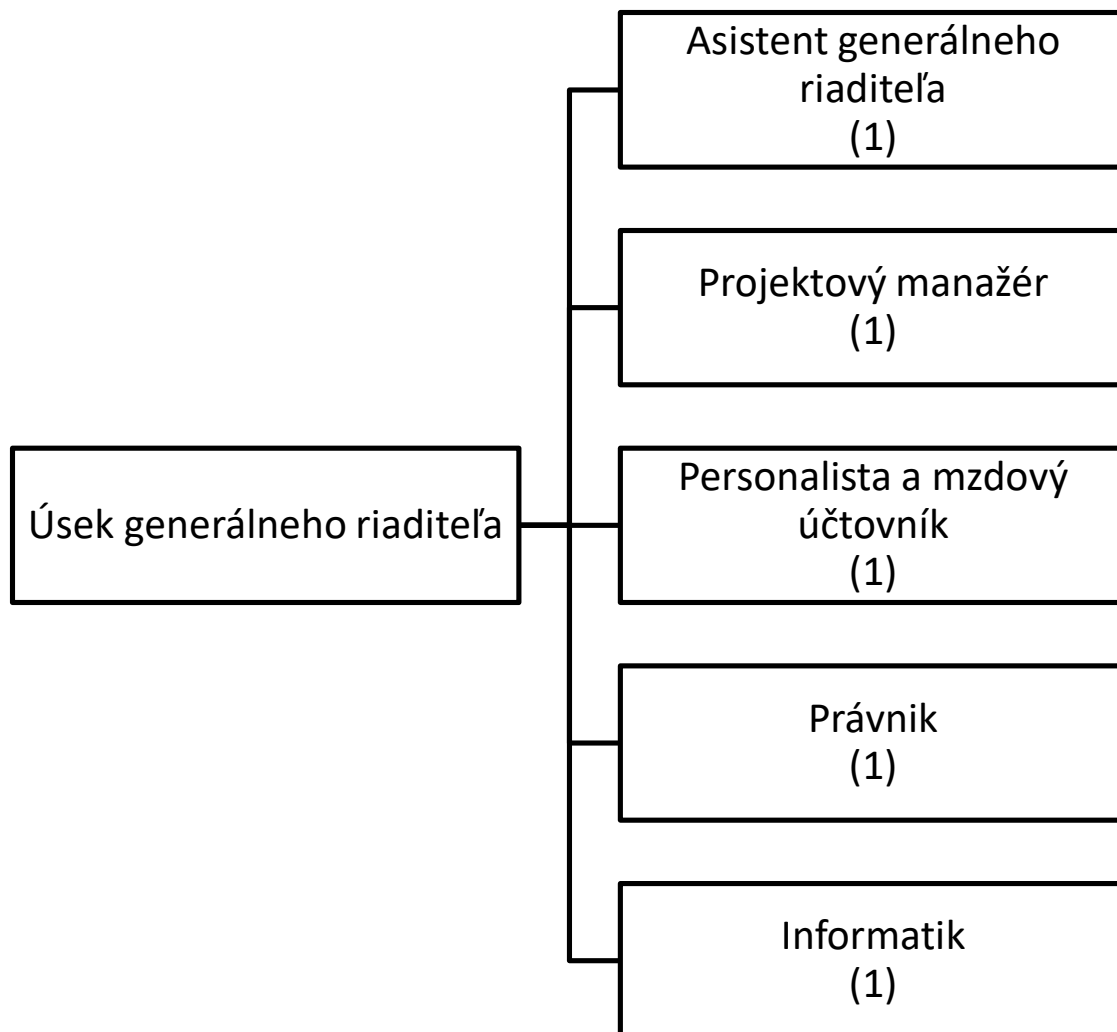 Asistent generálneho
riaditeľa
(1)
Projektový manažér
(1)
Úsek generálneho riaditeľa
Personalista a mzdový
účtovník
(1)
Právnik
(1)
Informatik
(1)